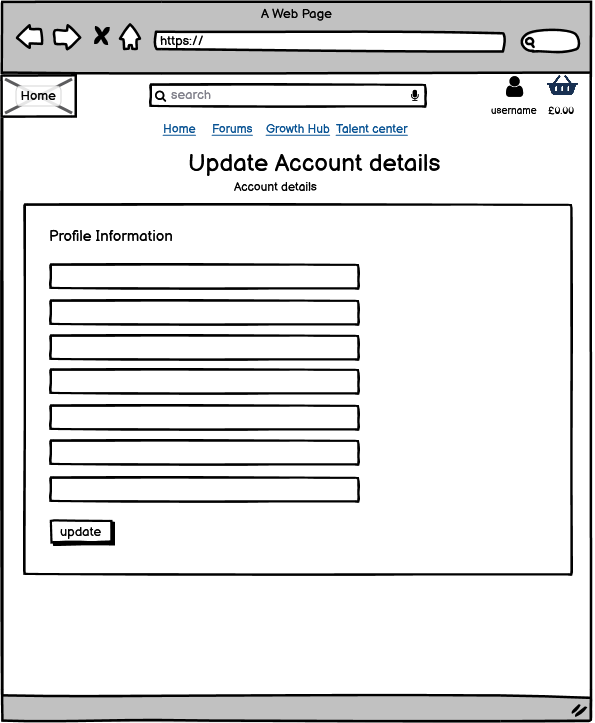 A Web Page
https://
Home
search
username £0.00
Home Forums Growth Hub Talent center
Update Account details
Account details
Profile Information
update